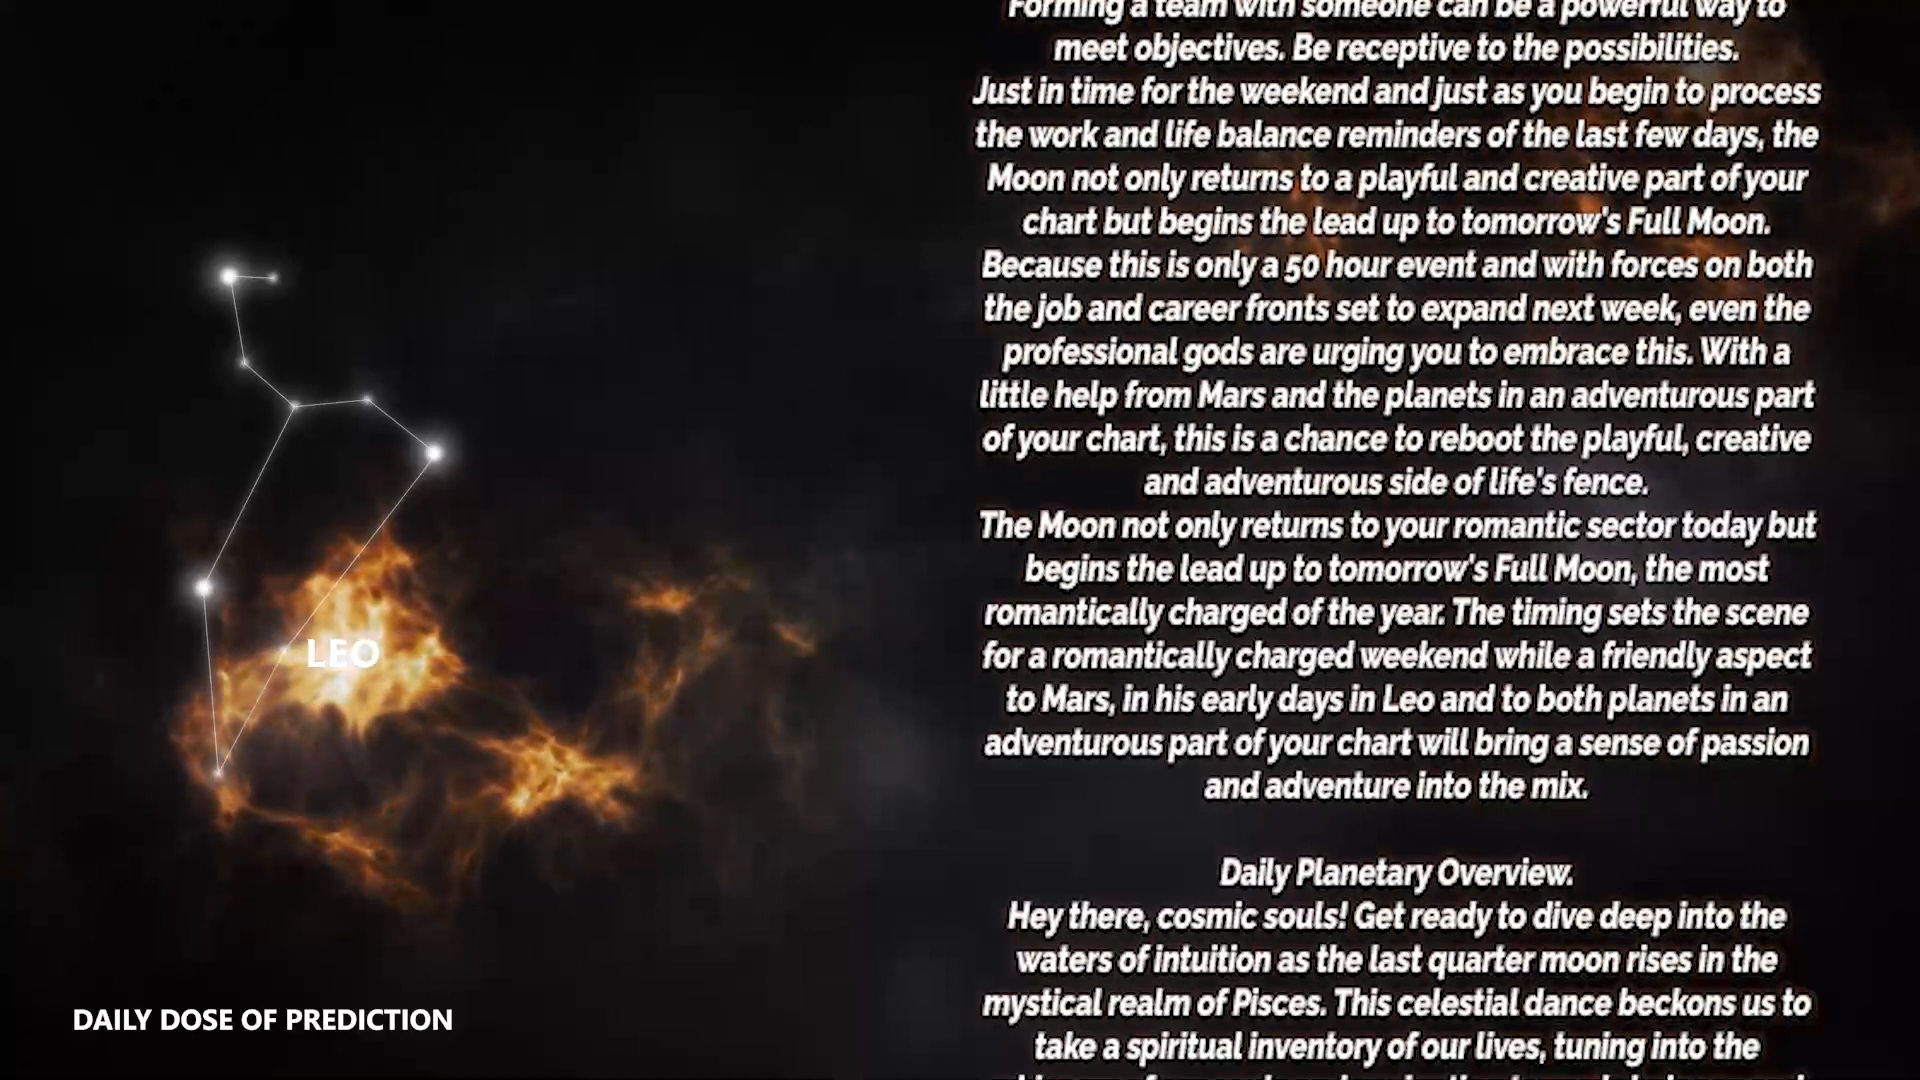 Forming a team with someone can be a powerful way to
meet objectives. Be receptive to the possibilities.
Just in time for the weekend and just as you begin to process
the work and life balance reminders of the last few days, the
Moon not only returns to a playful and creative part of your
chart but begins the lead up to tomorrow's Full Moon.
Because this is only a 50 hour event and with forces on both
the job and career fronts set to expand next week, even the
professional gods are urging you to embrace this. With a
little help from Mars and the planets in an adventurous part
of your chart, this is a chance to reboot the playful, creative
and adventurous side of life's fence.
The Moon not only returns to your romantic sector today but
begins the lead up to tomorrow's Full Moon, the most
romantically charged of the year. The timing sets the scene
for a romantically charged weekend while a friendly aspect
to Mars, in his early days in Leo and to both planets in an
adventurous part of your chart will bring a sense of passion
and adventure into the mix.
Daily Planetary Overview.
Hey there, cosmic souls! Get ready to dive deep into the
waters of intuition as the last quarter moon rises in the
mystical realm of Pisces. This celestial dance beckons us to
take a spiritual inventory of our lives, tuning into the
LEO
DAILY DOSE OF PREDICTION